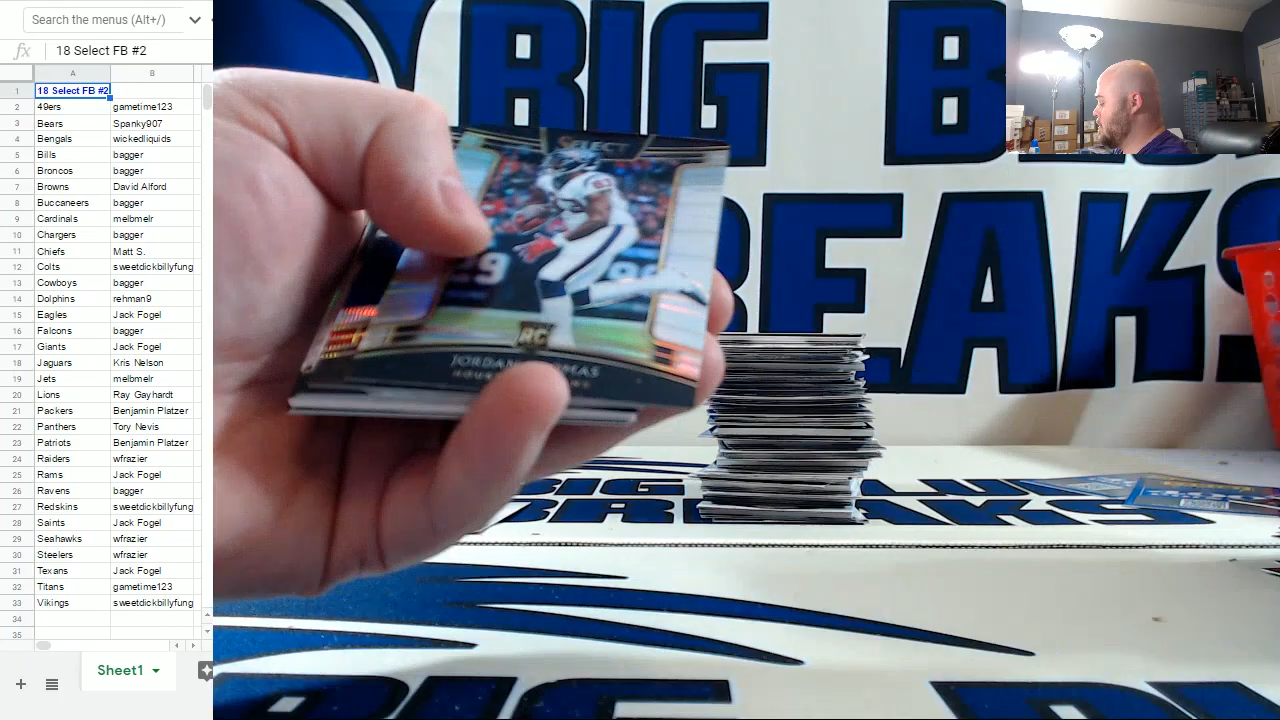 Search the menus (Alt+/)
fx 18 Select FB #2
A B
1 18 Select FB #2
2 49ers gametime123
3 Bears Spanky907
4 Bengals wickedliquids
5 Bills bagger
6 Broncos bagger
7 Browns David Alford
8 Buccaneers bagger
9 Cardinals melbmelr
10 Chargers bagger
11 Chiefs Matt S.
12 Colts sweetdickbillyfung
13 Cowboys bagger
14 Dolphins rehman9
15 Eagles Jack Fogel
16 Falcons bagger
17 Giants Jack Fogel
18 Jaguars Kris Nelson
19 Jets melbmelr
20 Lions Ray Gayhardt
21 Packers Benjamin Platzer
22 Panthers Tory Nevis
23 Patriots Benjamin Platzer
24 Raiders wfrazier
25 Rams Jack Fogel
26 Ravens bagger
27 Redskins sweetdickbillyfung
28 Saints Jack Fogel
29 Seahawks wfrazier
30 Steelers wfrazier
31 Texans Jack Fogel
32 Titans gametime123
33 Vikings sweetdickbillyfung
34
35
Sheet1
BIG B
BREAKS
SELECT
RC
JORDAN
BIG BLU
BREAKS